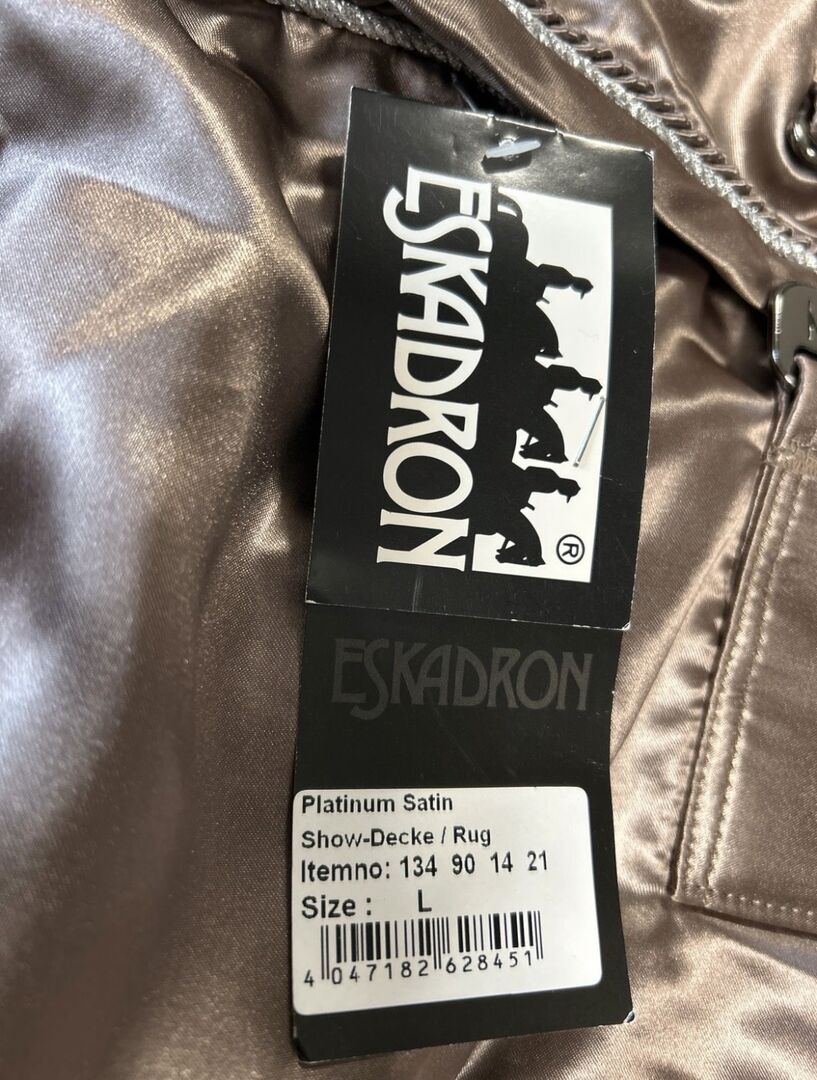 ESKADRON
®
ESKADRON
Platinum Satin
Show-Decke / Rug
Itemno: 134 90 14 21
Size : L
4 047182 628451